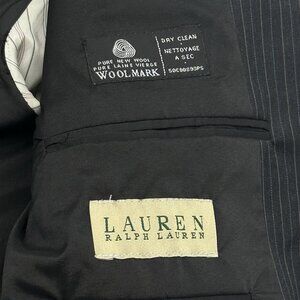 PURE NEW WOOL
PURE LAINE VIERGE
WOOLMARK
DRY CLEAN
NETTOYAGE
A SEC
LAUREN
RALPH LAUREN